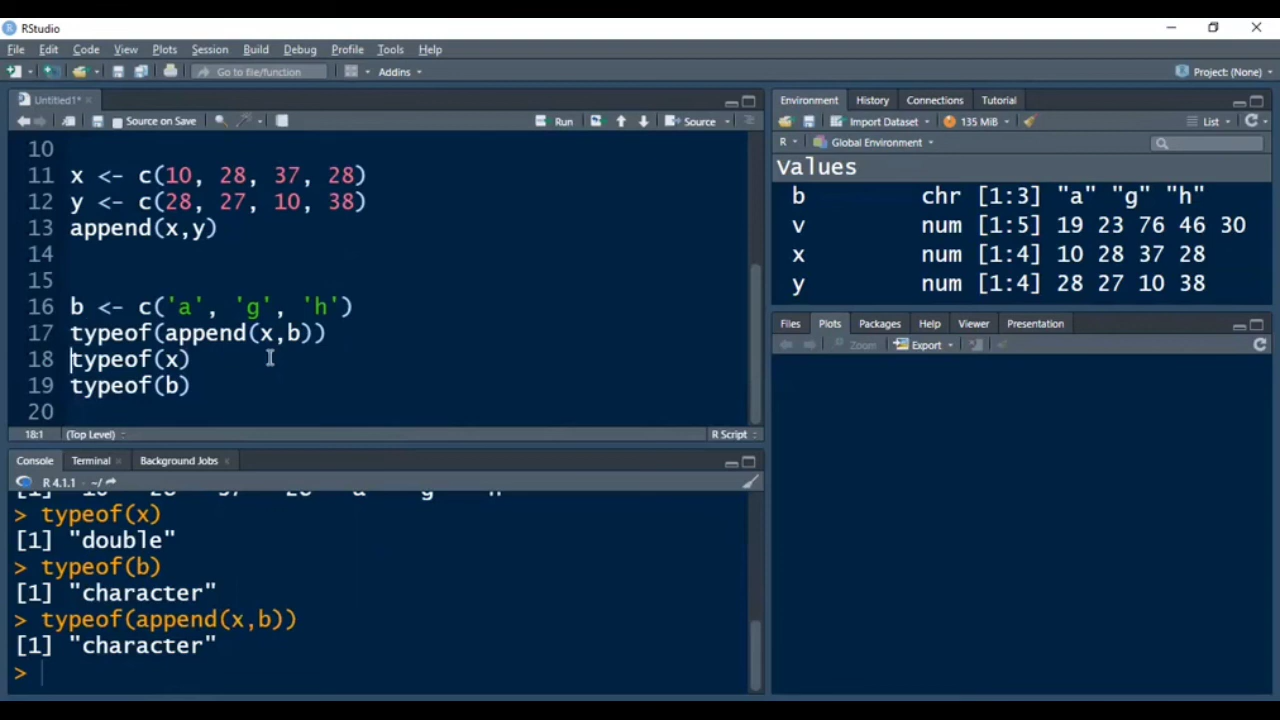 RStudio
File Edit Code View Plots Session Build Debug Profile Tools Help
Go to file/function Addins Project: (None)
Untitled1*
Source on Save Run Source
10
11 x <- c(10, 28, 37, 28)
12 y <- c(28, 27, 10, 38)
13 append(x,y)
14
15
16 b <- c('a', 'g', 'h')
17 typeof(append(x,b))
18 typeof(x)
19 typeof(b)
20
18:1 (Top Level) R Script
Console Terminal Background Jobs
R 4.1.1 · ~/
> typeof(x)
[1] "double"
> typeof(b)
[1] "character"
> typeof(append(x,b))
[1] "character"
>
Environment History Connections Tutorial
Import Dataset 135 MiB List
R Global Environment
Values
b chr [1:3] "a" "g" "h"
v num [1:5] 19 23 76 46 30
x num [1:4] 10 28 37 28
y num [1:4] 28 27 10 38
Files Plots Packages Help Viewer Presentation
Zoom Export